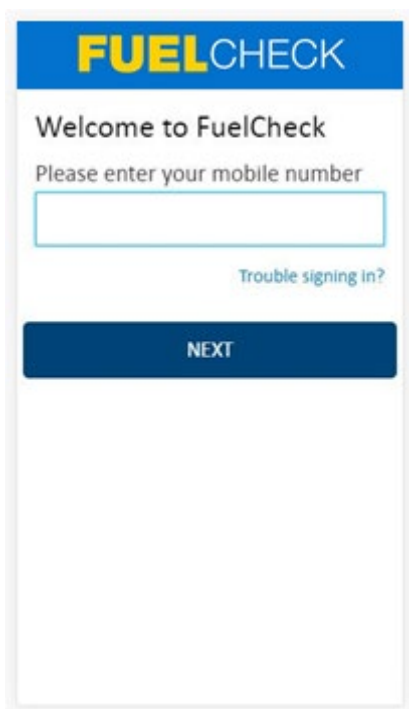 FUELCHECK
Welcome to FuelCheck
Please enter your mobile number
Trouble signing in?
NEXT